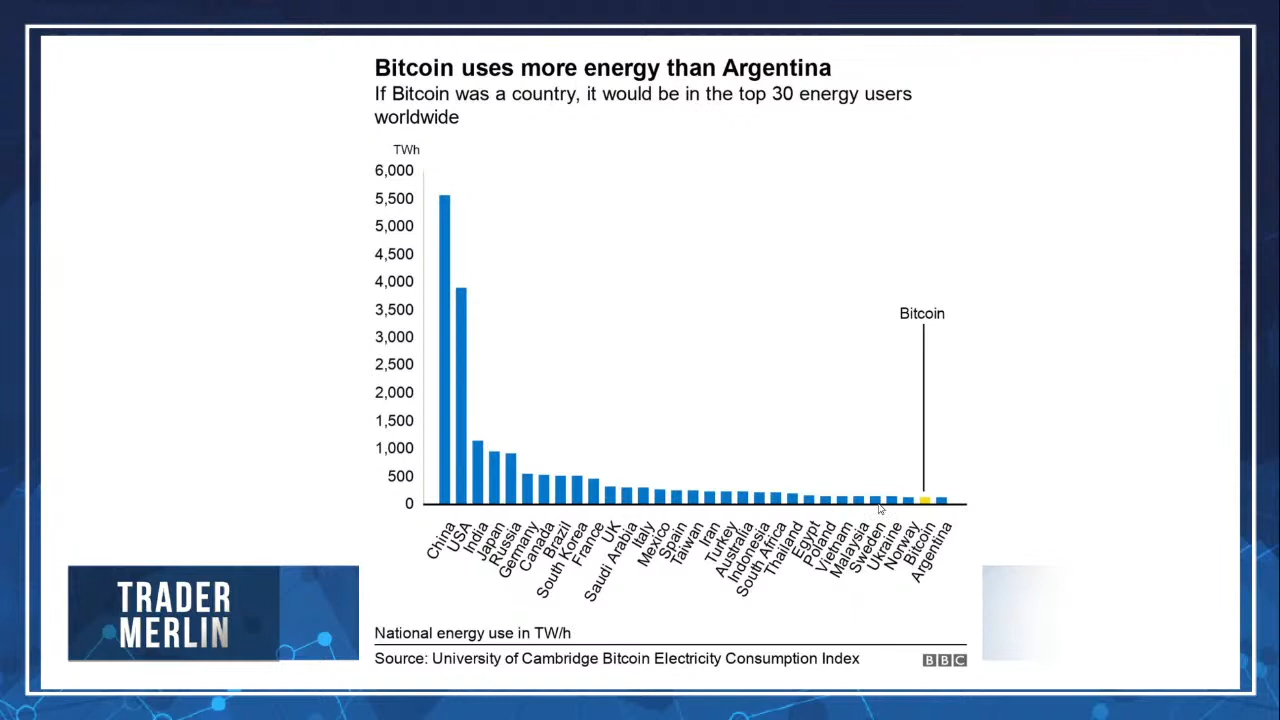 Bitcoin uses more energy than Argentina
If Bitcoin was a country, it would be in the top 30 energy users
worldwide
TWh
6,000
5,500
5,000
4,500
4,000
3,500
3,000
2,500
2,000
1,500
1,000
500
0
Bitcoin
China
USA
India
Japan
Russia
Germany
Canada
Brazil
South Korea
France
UK
Saudi Arabia
Italy
Mexico
Spain
Taiwan
Iran
Turkey
Australia
Indonesia
South Africa
Thailand
Egypt
Poland
Vietnam
Malaysia
Sweden
Ukraine
Norway
Bitcoin
Argentina
TRADER
MERLIN
National energy use in TW/h
Source: University of Cambridge Bitcoin Electricity Consumption Index
BBC